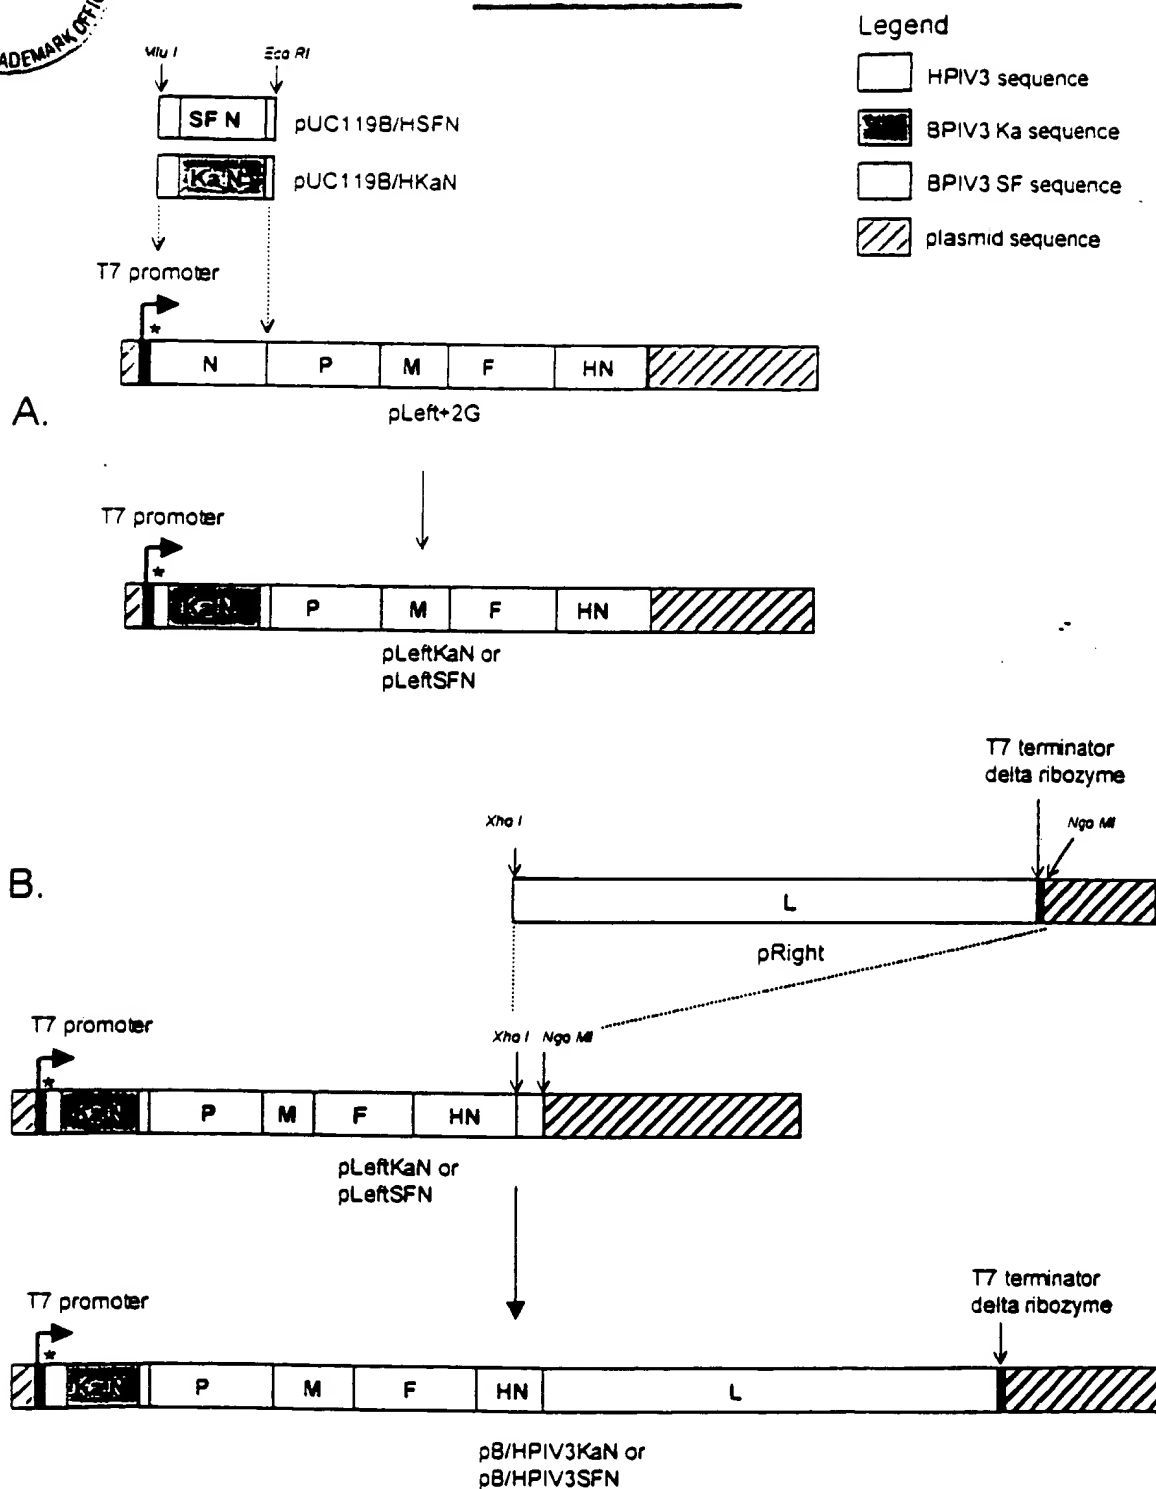 ADEMARK OFFIC
Legend
HPIV3 sequence
BPIV3 Ka sequence
BPIV3 SF sequence
plasmid sequence
Mlu I
Eco RI
SF N
pUC119B/HSFN
Ka N
pUC119B/HKaN
T7 promoter
*
N
P
M
F
HN
A.
pLeft+2G
T7 promoter
*
KaN
P
M
F
HN
pLeftKaN or
pLeftSFN
T7 terminator
delta ribozyme
Xho I
Ngo MI
B.
L
pRight
T7 promoter
Xho I
Ngo MI
*
KaN
P
M
F
HN
pLeftKaN or
pLeftSFN
T7 promoter
T7 terminator
delta ribozyme
*
KaN
P
M
F
HN
L
pB/HPIV3KaN or
pB/HPIV3SFN